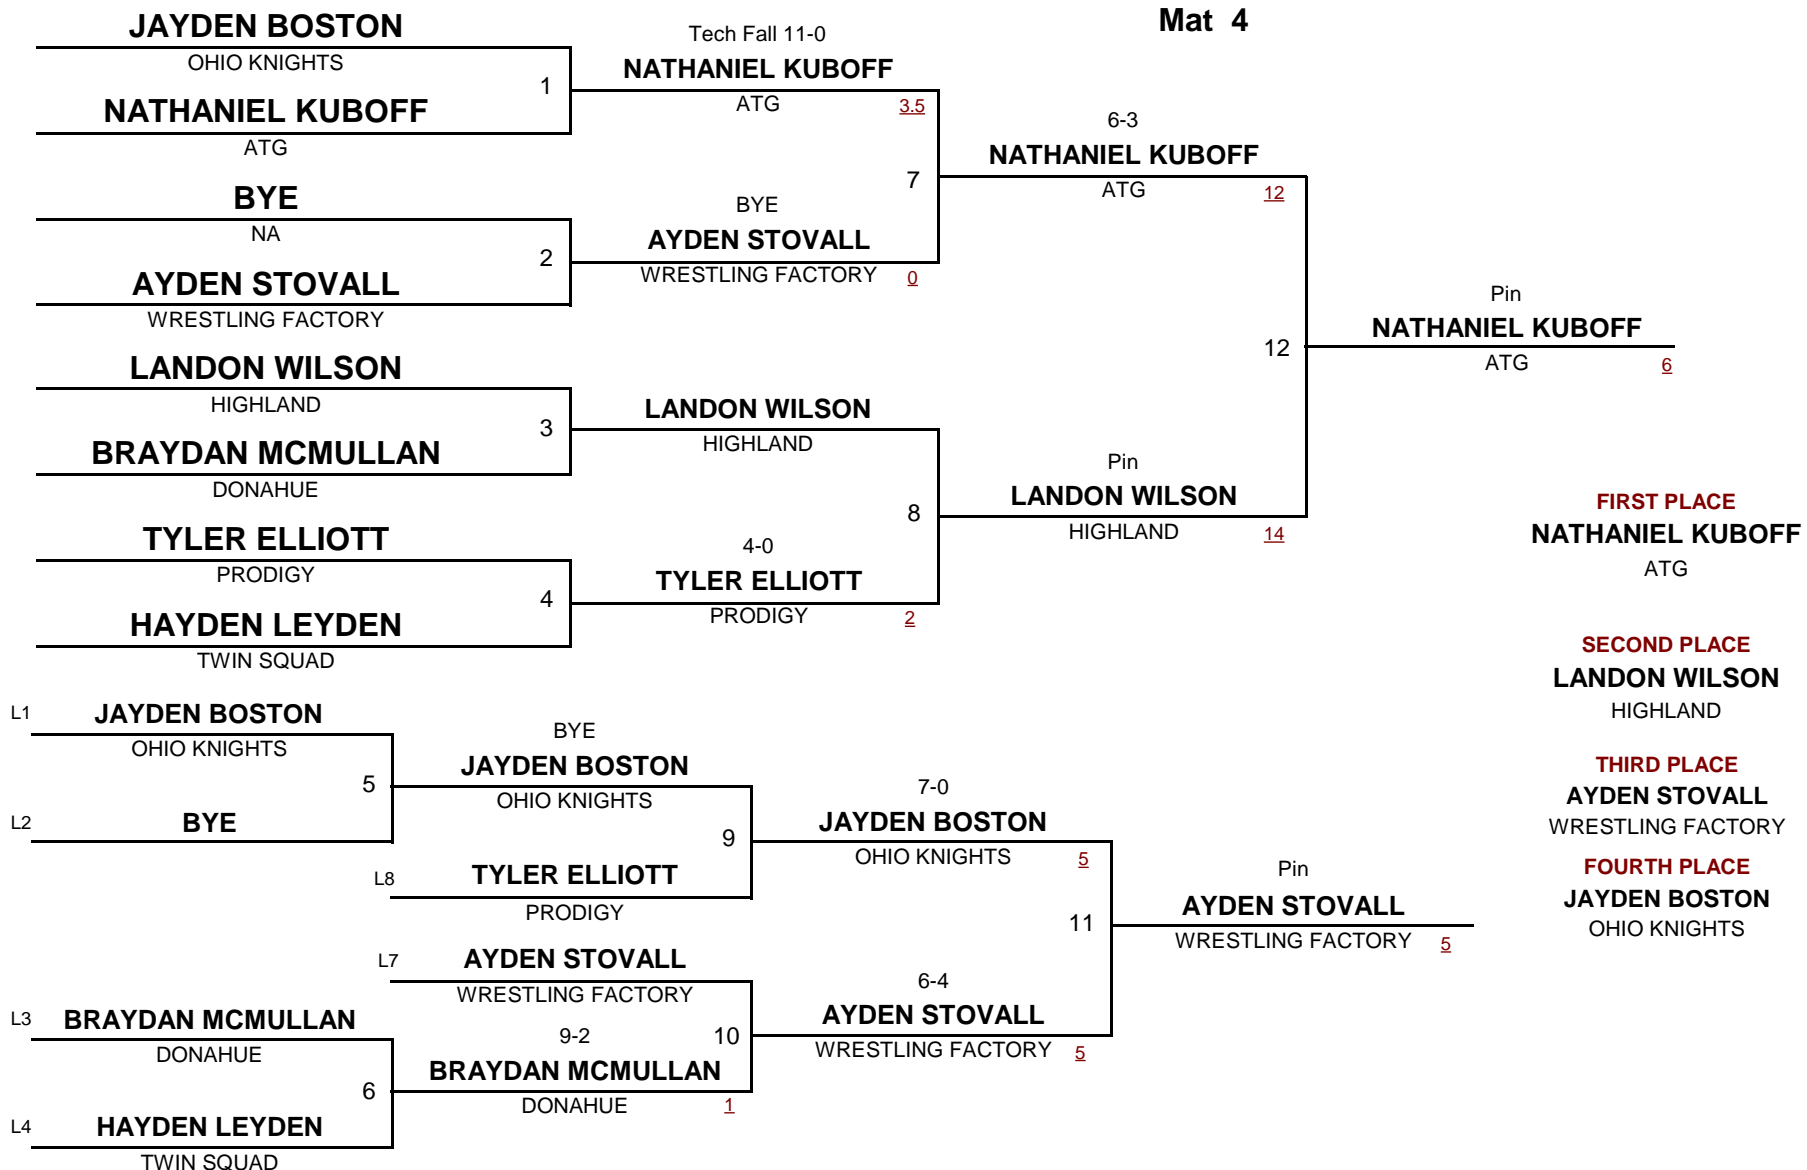 Mat 4
JAYDEN BOSTON
OHIO KNIGHTS
1
NATHANIEL KUBOFF
ATG
BYE
NA
2
AYDEN STOVALL
WRESTLING FACTORY
LANDON WILSON
HIGHLAND
3
BRAYDAN MCMULLAN
DONAHUE
TYLER ELLIOTT
PRODIGY
4
HAYDEN LEYDEN
TWIN SQUAD
Tech Fall 11-0
NATHANIEL KUBOFF
ATG 3.5
7
BYE
AYDEN STOVALL
WRESTLING FACTORY 0
LANDON WILSON
HIGHLAND
8
4-0
TYLER ELLIOTT
PRODIGY 2
6-3
NATHANIEL KUBOFF
ATG 12
12
Pin
LANDON WILSON
HIGHLAND 14
Pin
NATHANIEL KUBOFF
ATG 6
L1 JAYDEN BOSTON
OHIO KNIGHTS
5
L2 BYE
BYE
JAYDEN BOSTON
OHIO KNIGHTS
9
L8 TYLER ELLIOTT
PRODIGY
L7 AYDEN STOVALL
WRESTLING FACTORY
10
L3 BRAYDAN MCMULLAN
DONAHUE
6
L4 HAYDEN LEYDEN
TWIN SQUAD
9-2
BRAYDAN MCMULLAN
DONAHUE 1
7-0
JAYDEN BOSTON
OHIO KNIGHTS 5
11
6-4
AYDEN STOVALL
WRESTLING FACTORY 5
Pin
AYDEN STOVALL
WRESTLING FACTORY 5
FIRST PLACE
NATHANIEL KUBOFF
ATG
SECOND PLACE
LANDON WILSON
HIGHLAND
THIRD PLACE
AYDEN STOVALL
WRESTLING FACTORY
FOURTH PLACE
JAYDEN BOSTON
OHIO KNIGHTS